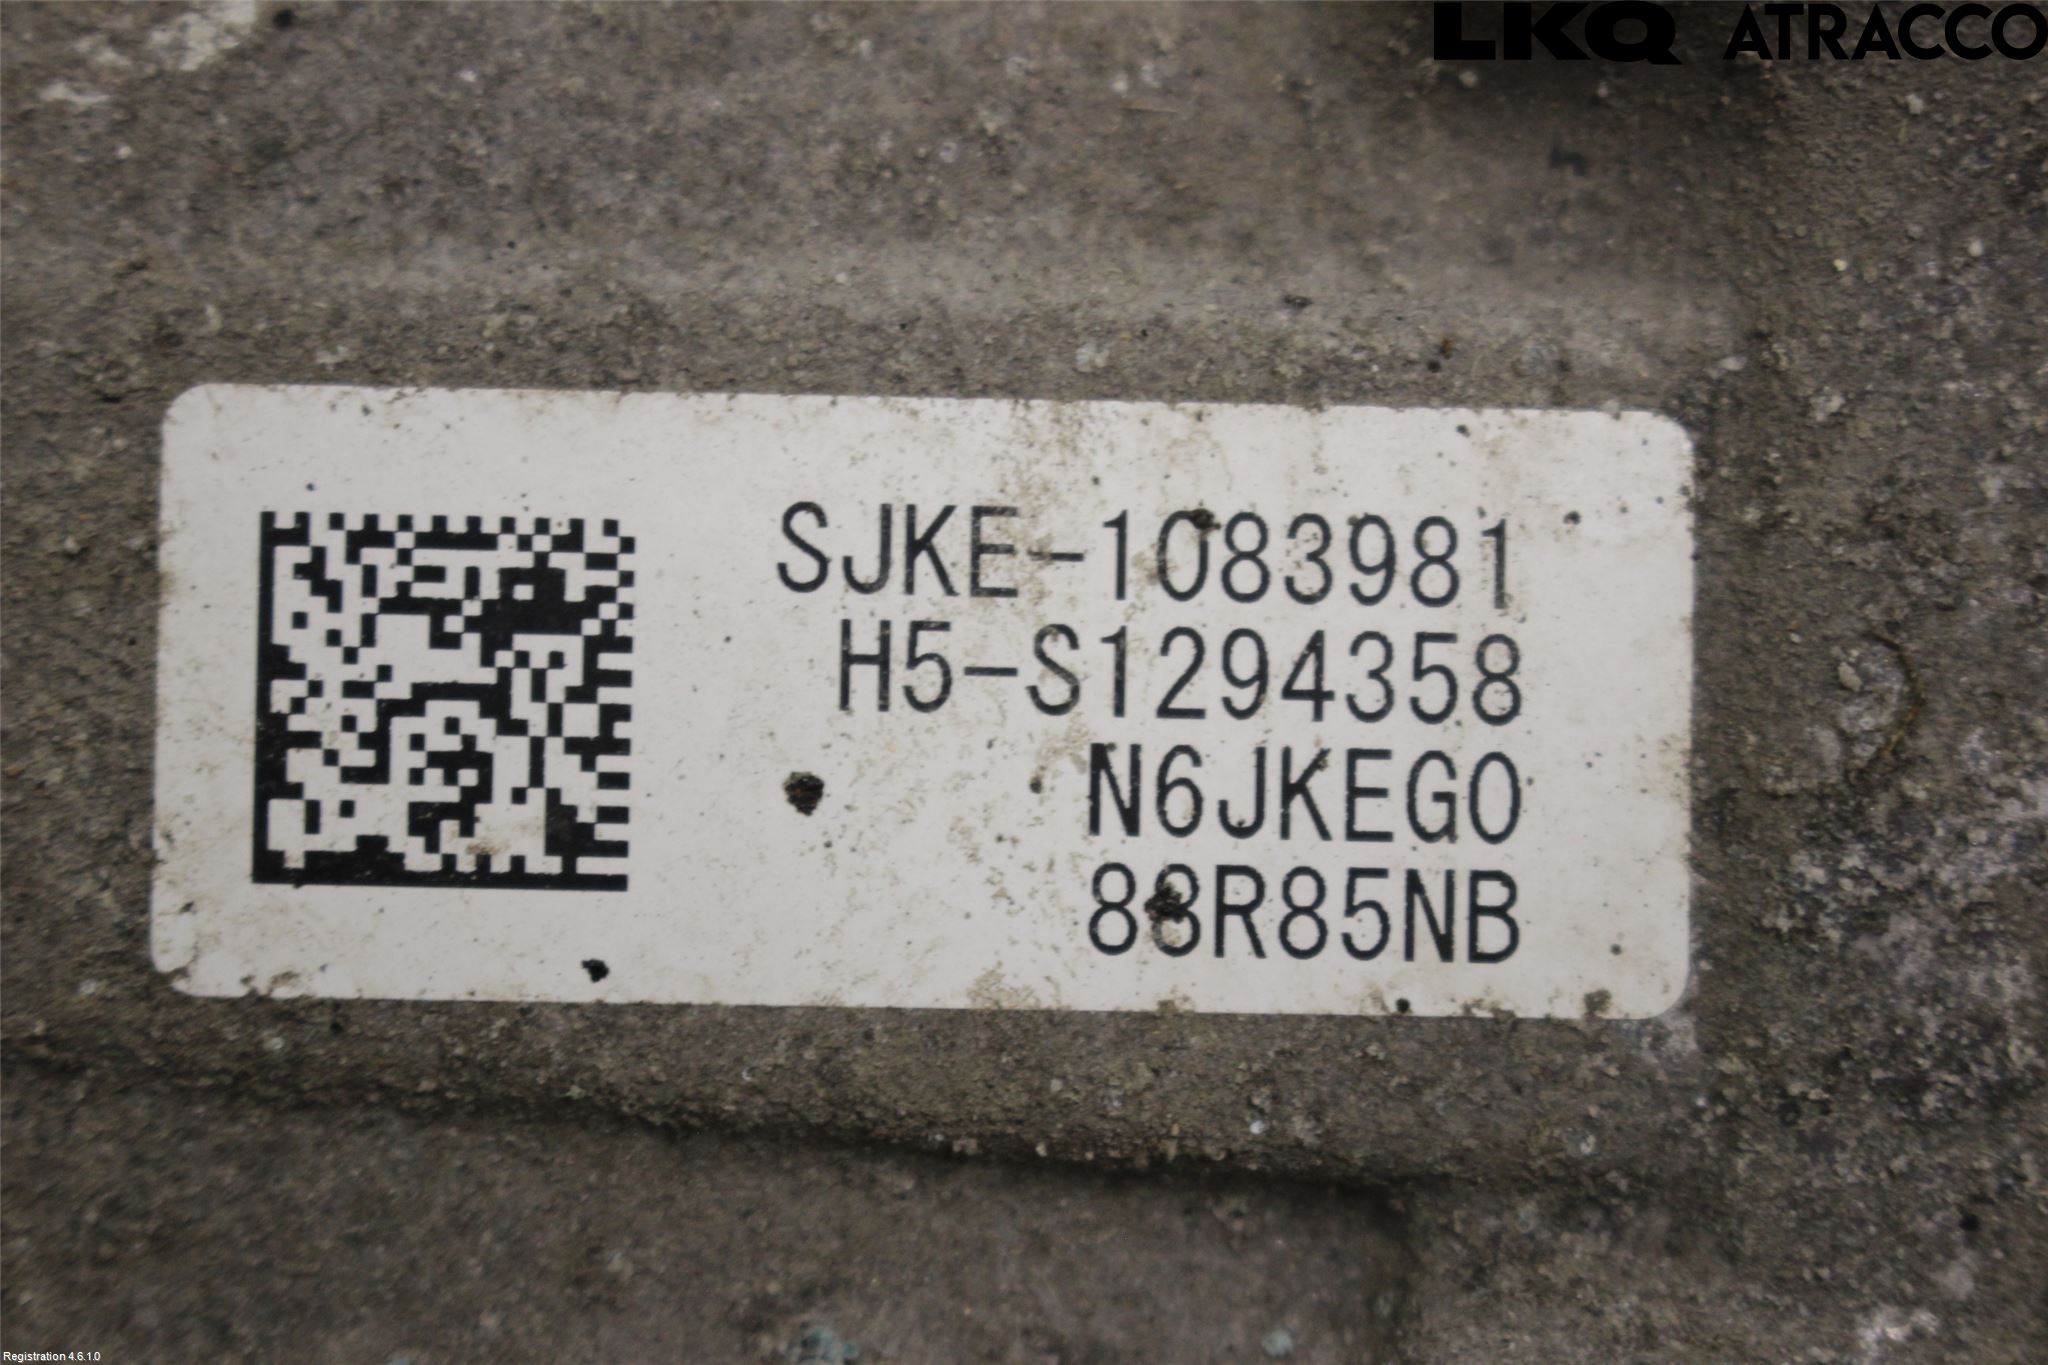 LKQ ATRACCO
SJKE-1083981
H5-S1294358
N6JKEG0
88R85NB
Registration 4.6.1.0